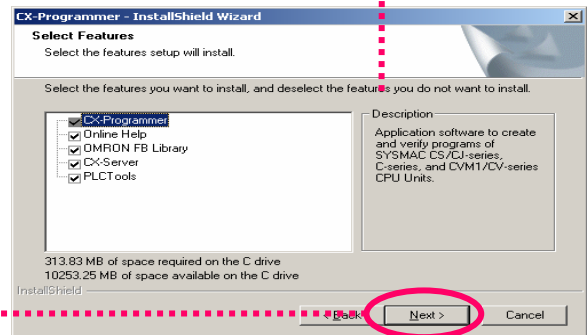 CX-Programmer - InstallShield Wizard
Select Features
Select the features setup will install.
Select the features you want to install, and deselect the features you do not want to install.
CX-Programmer
Online Help
OMRON FB Library
CX-Server
PLCTools
Description
Application software to create
and verify programs of
SYSMAC CS/CJ-series,
C-series, and CVM1/CV-series
CPU Units.
313.83 MB of space required on the C drive
10253.25 MB of space available on the C drive
InstallShield
< Back
Next >
Cancel